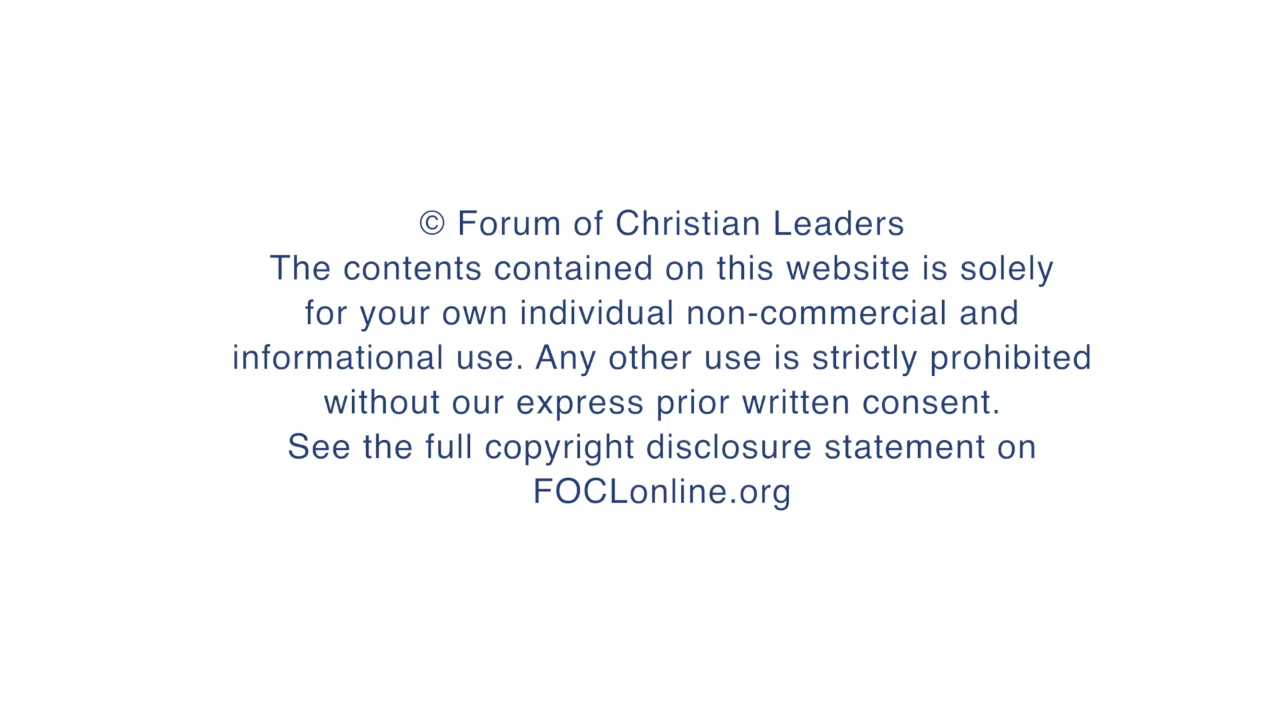 © Forum of Christian Leaders
The contents contained on this website is solely
for your own individual non-commercial and
informational use. Any other use is strictly prohibited
without our express prior written consent.
See the full copyright disclosure statement on
FOCLonline.org